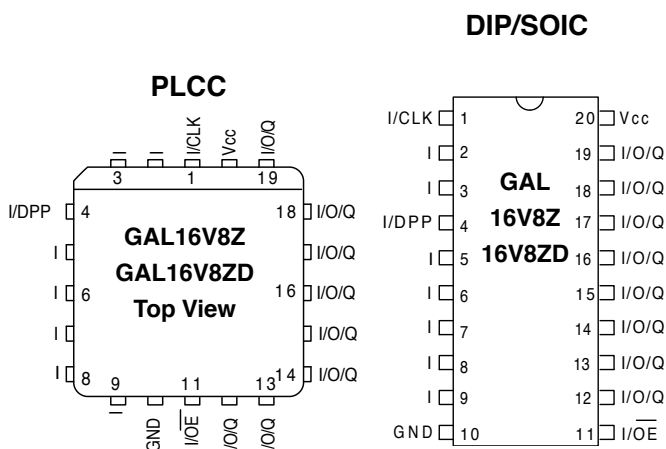 DIP/SOIC
PLCC
I
I
I/CLK
Vcc
I/O/Q
3
1
19
I/DPP
4
18
I/O/Q
I
I/O/Q
I
6
16
I/O/Q
I
I/O/Q
I
8
14
I/O/Q
GAL16V8Z
GAL16V8ZD
Top View
9
11
13
I
GND
I/OE
I/O/Q
I/O/Q
I/CLK 1 20 Vcc
I 2 19 I/O/Q
I 3 18 I/O/Q
I/DPP 4 17 I/O/Q
I 5 16 I/O/Q
I 6 15 I/O/Q
I 7 14 I/O/Q
I 8 13 I/O/Q
I 9 12 I/O/Q
GND 10 11 I/OE
GAL
16V8Z
16V8ZD